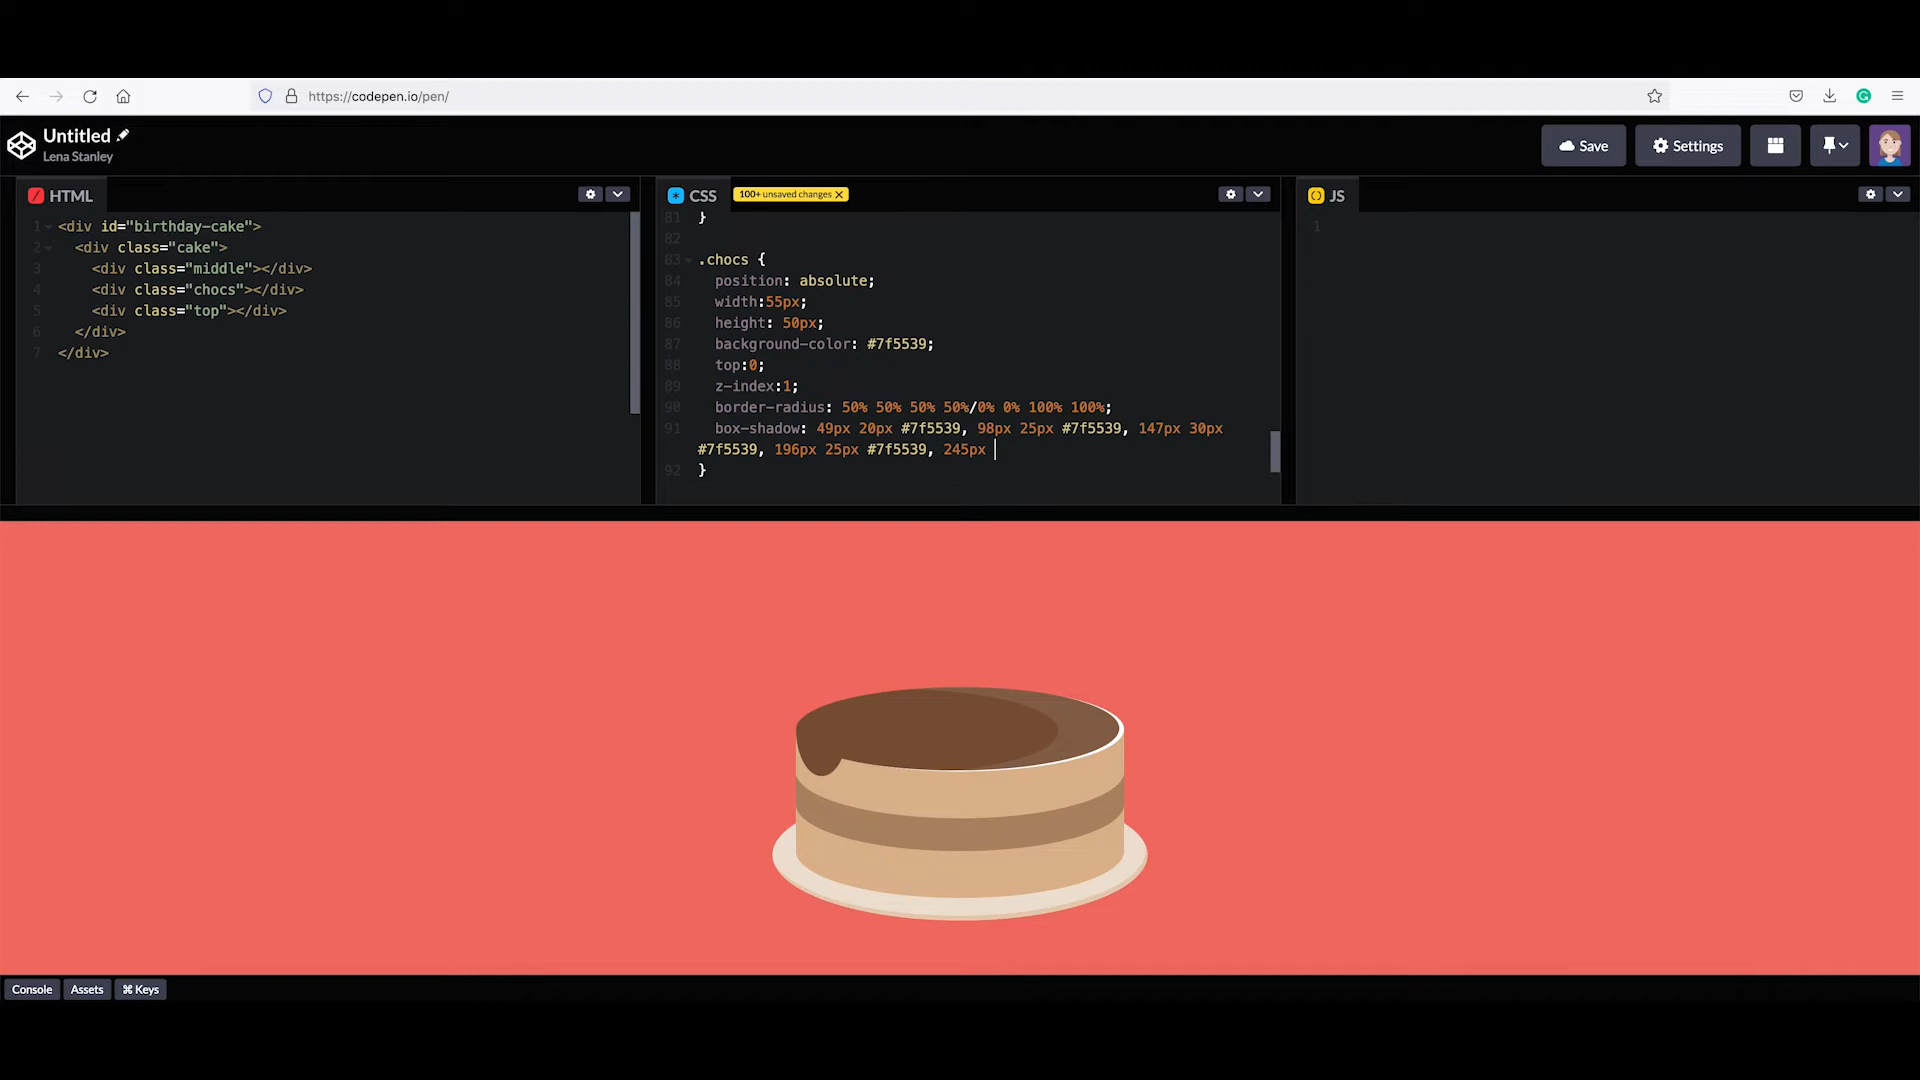 https://codepen.io/pen/
Untitled
Lena Stanley
Save
Settings
HTML
1 <div id="birthday-cake">
2 <div class="cake">
3 <div class="middle"></div>
4 <div class="chocs"></div>
5 <div class="top"></div>
6 </div>
7 </div>
CSS
100+ unsaved changes X
81 }
82
83 .chocs {
84 position: absolute;
85 width:55px;
86 height: 50px;
87 background-color: #7f5539;
88 top:0;
89 z-index:1;
90 border-radius: 50% 50% 50% 50%/0% 0% 100% 100%;
91 box-shadow: 49px 20px #7f5539, 98px 25px #7f5539, 147px 30px
#7f5539, 196px 25px #7f5539, 245px
92 }
JS
1
Console
Assets
⌘ Keys